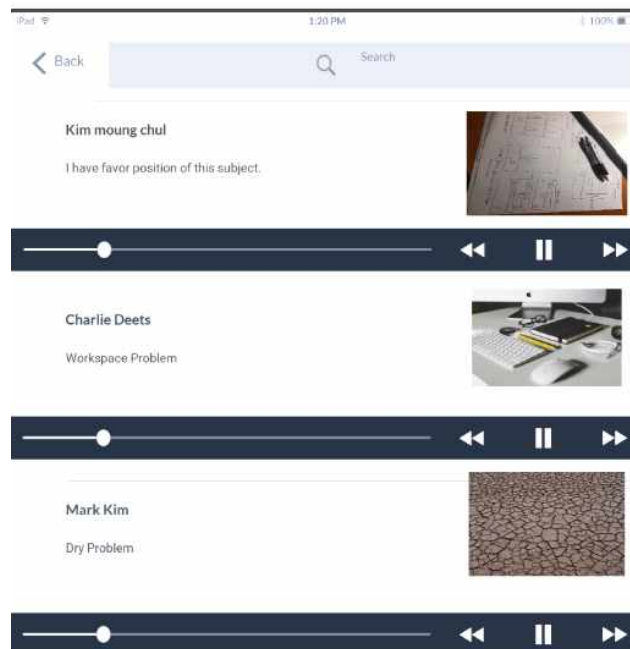 iPad 1:20 PM 100%
Back Search
Kim moung chul
I have favor position of this subject.
Charlie Deets
Workspace Problem
Mark Kim
Dry Problem